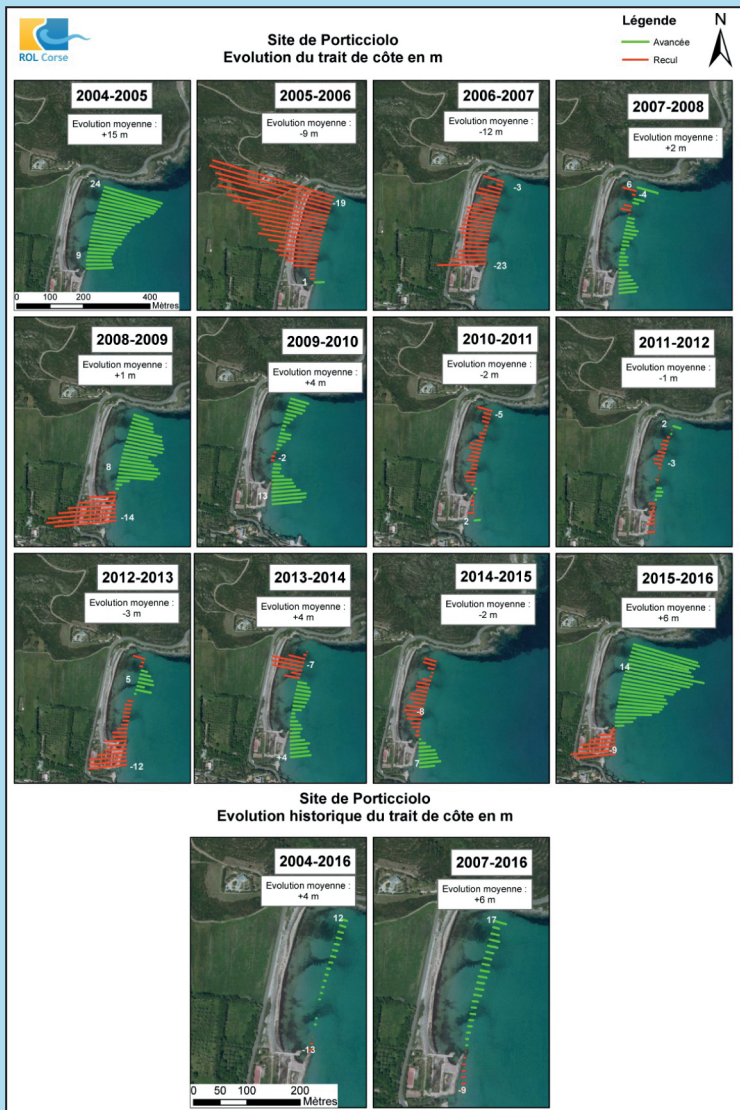 ROL Corse
Site de Porticciolo
Evolution du trait de côte en m
Légende
Avancée
Recul
N
2004-2005
Evolution moyenne :
+15 m
24
9
0 100 200 400
Mètres
2005-2006
Evolution moyenne :
-9 m
-19
1
2006-2007
Evolution moyenne :
-12 m
-3
-23
2007-2008
Evolution moyenne :
+2 m
6
-4
2008-2009
Evolution moyenne :
+1 m
8
-14
2009-2010
Evolution moyenne :
+4 m
-2
13
2010-2011
Evolution moyenne :
-2 m
-5
2
2011-2012
Evolution moyenne :
-1 m
2
-3
2012-2013
Evolution moyenne :
-3 m
5
-12
2013-2014
Evolution moyenne :
+4 m
-7
+4
2014-2015
Evolution moyenne :
-2 m
-8
7
2015-2016
Evolution moyenne :
+6 m
14
-9
Site de Porticciolo
Evolution historique du trait de côte en m
2004-2016
Evolution moyenne :
+4 m
12
-13
0 50 100 200
Mètres
2007-2016
Evolution moyenne :
+6 m
17
-9